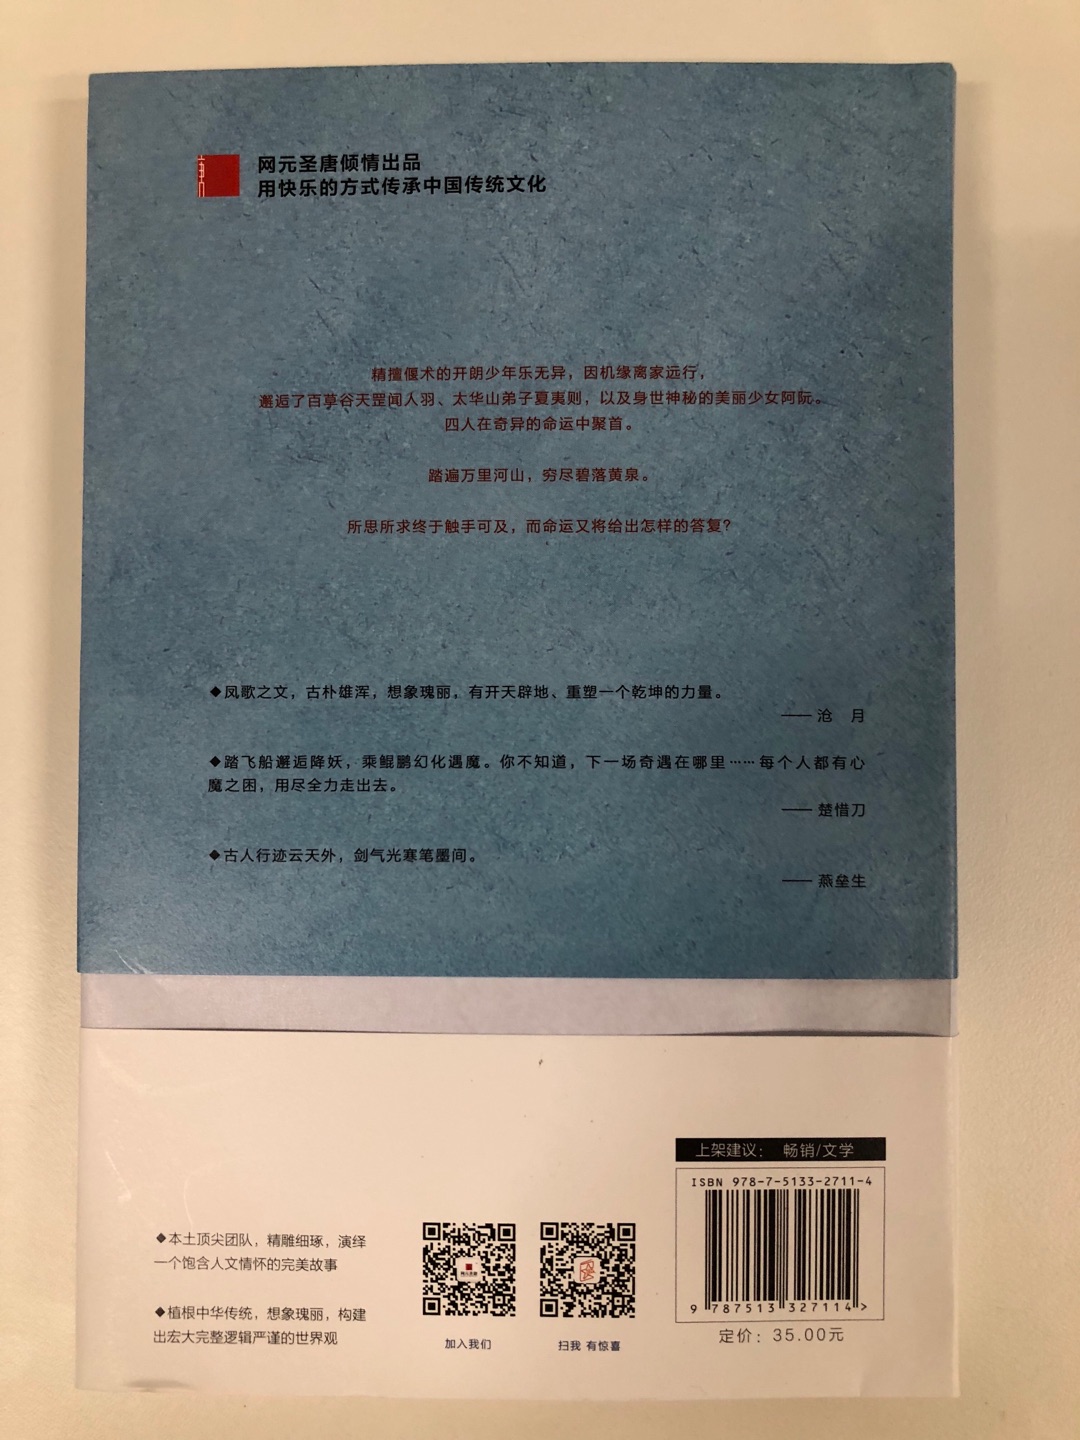 网元圣唐倾情出品
用快乐的方式传承中国传统文化
精擅偃术的开朗少年乐无异，因机缘离家远行，
邂逅了百草谷天罡闻人羽、太华山弟子夏夷则，以及身世神秘的美丽少女阿阮。
四人在奇异的命运中聚首。
踏遍万里河山，穷尽碧落黄泉。
所思所求终于触手可及，而命运又将给出怎样的答复？
◆凤歌之文，古朴雄浑，想象瑰丽，有开天辟地、重塑一个乾坤的力量。
—— 沧　月
◆踏飞船邂逅降妖，乘鲲鹏幻化遇魔。你不知道，下一场奇遇在哪里……每个人都有心
魔之困，用尽全力走出去。
—— 楚惜刀
◆古人行迹云天外，剑气光寒笔墨间。
—— 燕垒生
上架建议： 畅销/文学
ISBN 978-7-5133-2711-4
9 787513 327114 >
定价：35.00元
◆本土顶尖团队，精雕细琢，演绎
一个饱含人文情怀的完美故事
◆植根中华传统，想象瑰丽，构建
出宏大完整逻辑严谨的世界观
加入我们
扫我 有惊喜